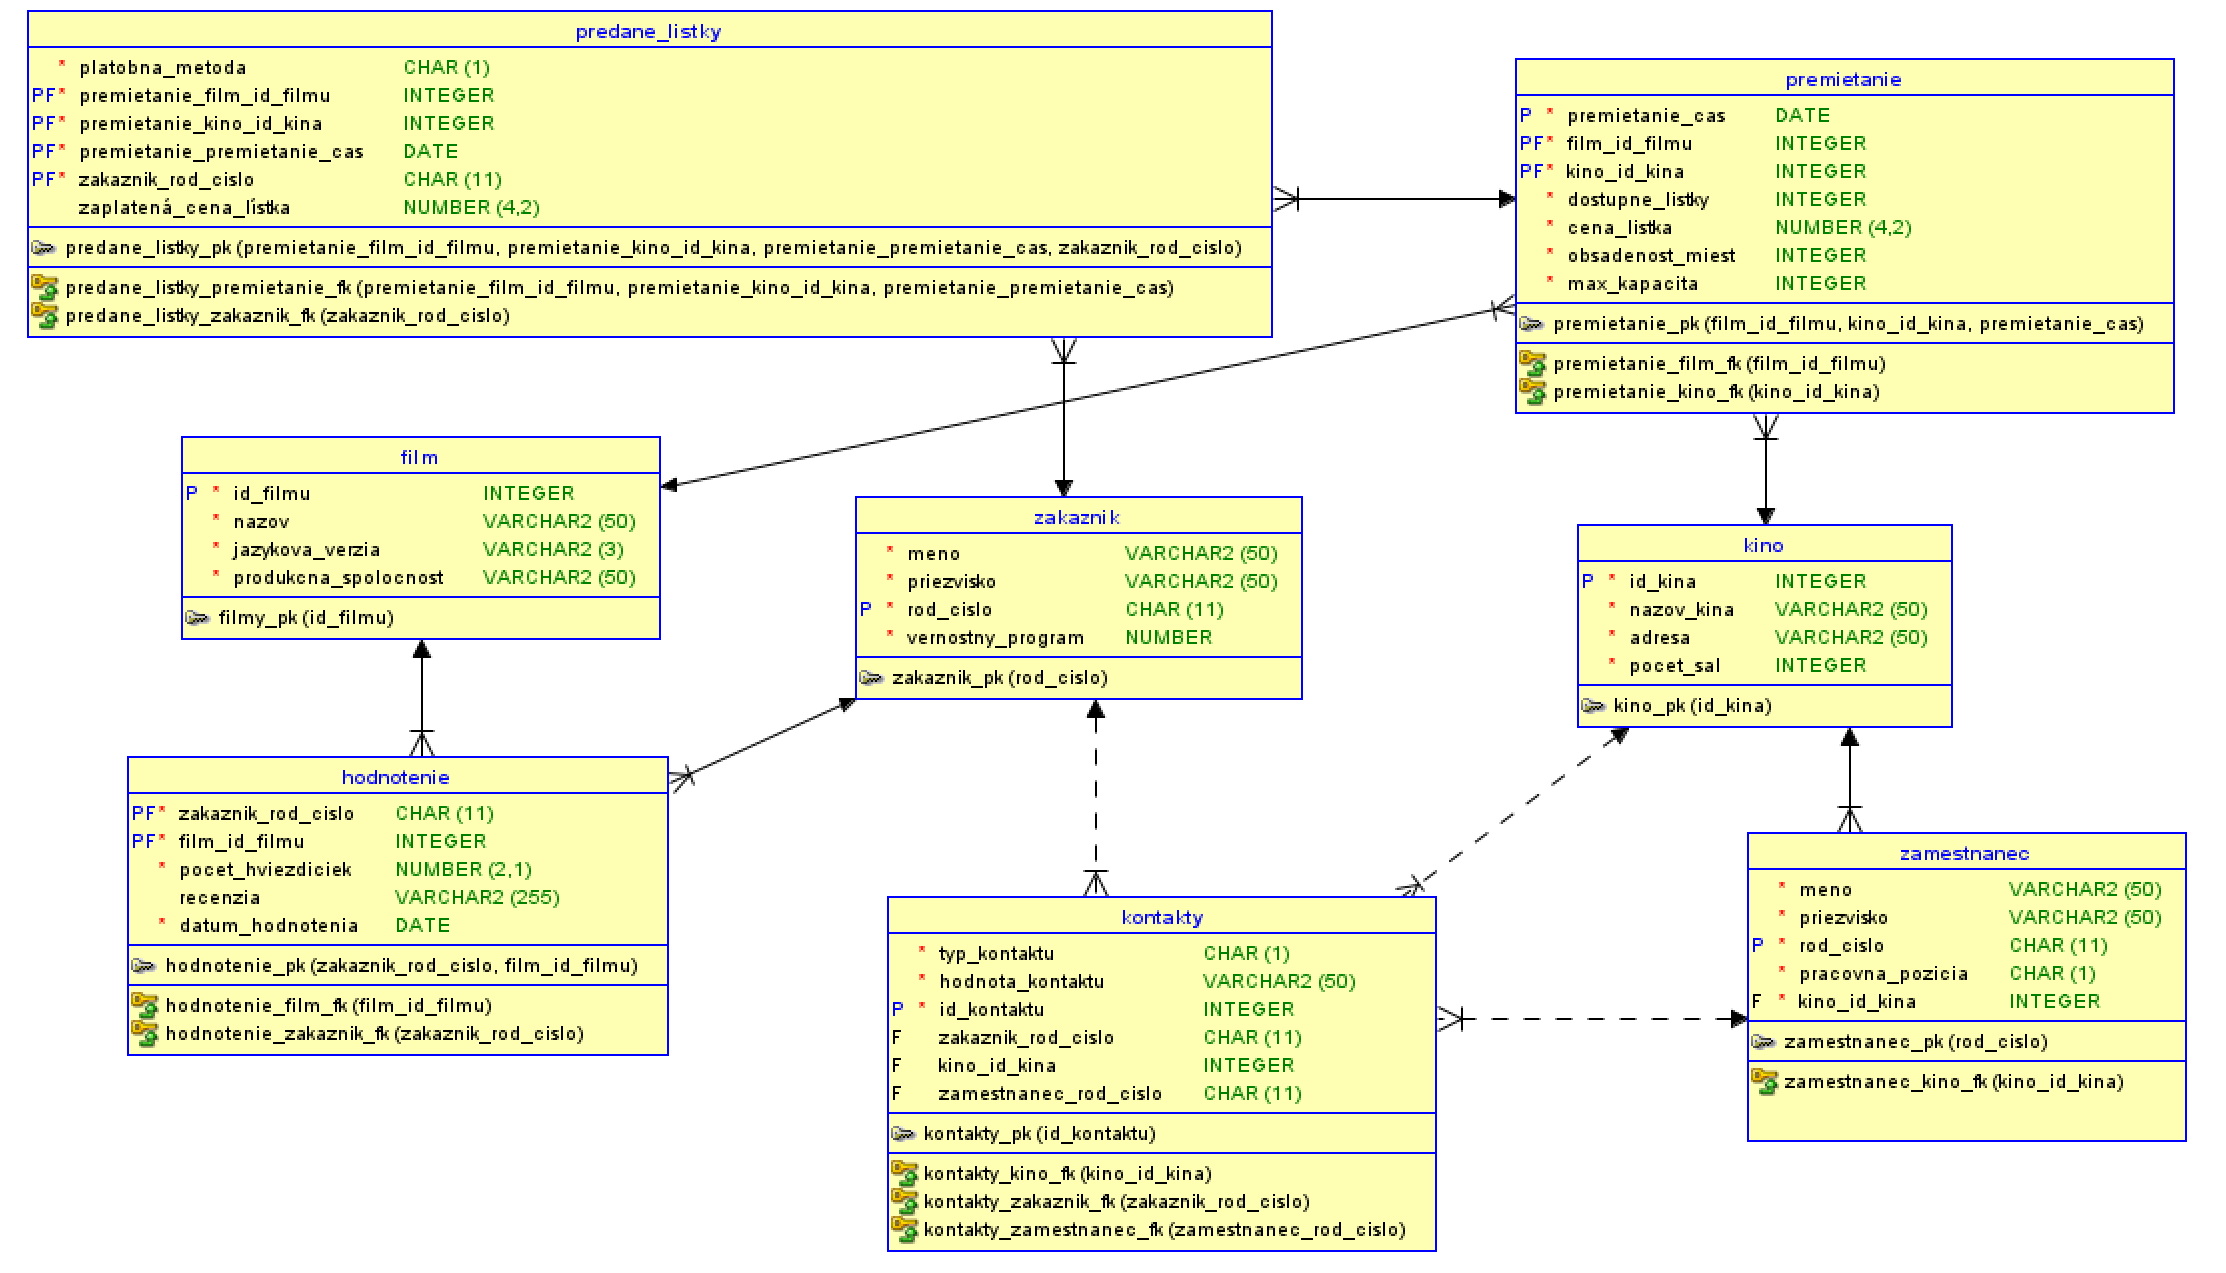 predane_listky
* platobna_metoda CHAR (1)
PF* premietanie_film_id_filmu INTEGER
PF* premietanie_kino_id_kina INTEGER
PF* premietanie_premietanie_cas DATE
PF* zakaznik_rod_cislo CHAR (11)
zaplatená_cena_lístka NUMBER (4,2)
predane_listky_pk (premietanie_film_id_filmu, premietanie_kino_id_kina, premietanie_premietanie_cas, zakaznik_rod_cislo)
predane_listky_premietanie_fk (premietanie_film_id_filmu, premietanie_kino_id_kina, premietanie_premietanie_cas)
predane_listky_zakaznik_fk (zakaznik_rod_cislo)
premietanie
P * premietanie_cas DATE
PF* film_id_filmu INTEGER
PF* kino_id_kina INTEGER
* dostupne_listky INTEGER
* cena_listka NUMBER (4,2)
* obsadenost_miest INTEGER
* max_kapacita INTEGER
premietanie_pk (film_id_filmu, kino_id_kina, premietanie_cas)
premietanie_film_fk (film_id_filmu)
premietanie_kino_fk (kino_id_kina)
film
P * id_filmu INTEGER
* nazov VARCHAR2 (50)
* jazykova_verzia VARCHAR2 (3)
* produkcna_spolocnost VARCHAR2 (50)
filmy_pk (id_filmu)
zakaznik
* meno VARCHAR2 (50)
* priezvisko VARCHAR2 (50)
P * rod_cislo CHAR (11)
* vernostny_program NUMBER
zakaznik_pk (rod_cislo)
kino
P * id_kina INTEGER
* nazov_kina VARCHAR2 (50)
* adresa VARCHAR2 (50)
* pocet_sal INTEGER
kino_pk (id_kina)
hodnotenie
PF* zakaznik_rod_cislo CHAR (11)
PF* film_id_filmu INTEGER
* pocet_hviezdiciek NUMBER (2,1)
recenzia VARCHAR2 (255)
* datum_hodnotenia DATE
hodnotenie_pk (zakaznik_rod_cislo, film_id_filmu)
hodnotenie_film_fk (film_id_filmu)
hodnotenie_zakaznik_fk (zakaznik_rod_cislo)
kontakty
* typ_kontaktu CHAR (1)
* hodnota_kontaktu VARCHAR2 (50)
P * id_kontaktu INTEGER
F zakaznik_rod_cislo CHAR (11)
F kino_id_kina INTEGER
F zamestnanec_rod_cislo CHAR (11)
kontakty_pk (id_kontaktu)
kontakty_kino_fk (kino_id_kina)
kontakty_zakaznik_fk (zakaznik_rod_cislo)
kontakty_zamestnanec_fk (zamestnanec_rod_cislo)
zamestnanec
* meno VARCHAR2 (50)
* priezvisko VARCHAR2 (50)
P * rod_cislo CHAR (11)
* pracovna_pozicia CHAR (1)
F * kino_id_kina INTEGER
zamestnanec_pk (rod_cislo)
zamestnanec_kino_fk (kino_id_kina)